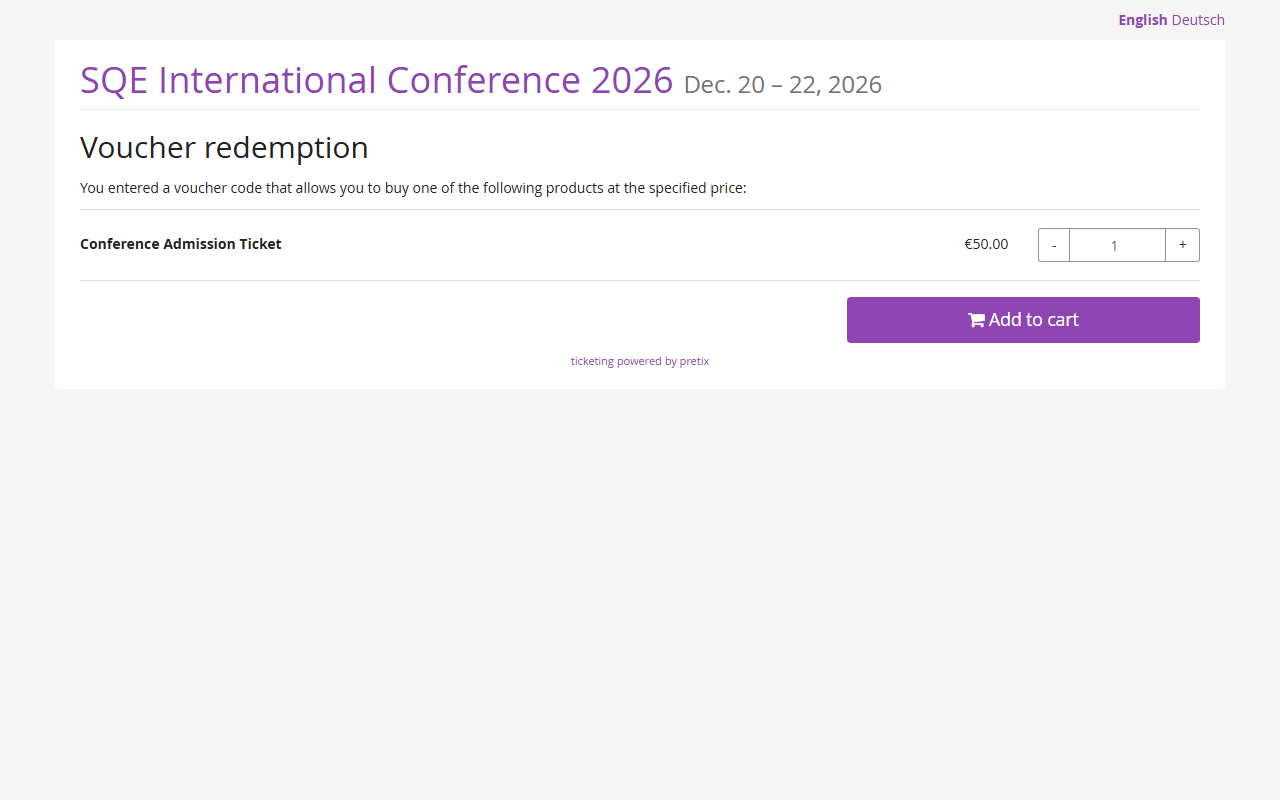 English Deutsch
SQE International Conference 2026 Dec. 20 – 22, 2026
Voucher redemption
You entered a voucher code that allows you to buy one of the following products at the specified price:
Conference Admission Ticket €50.00 - 1 +
Add to cart
ticketing powered by pretix